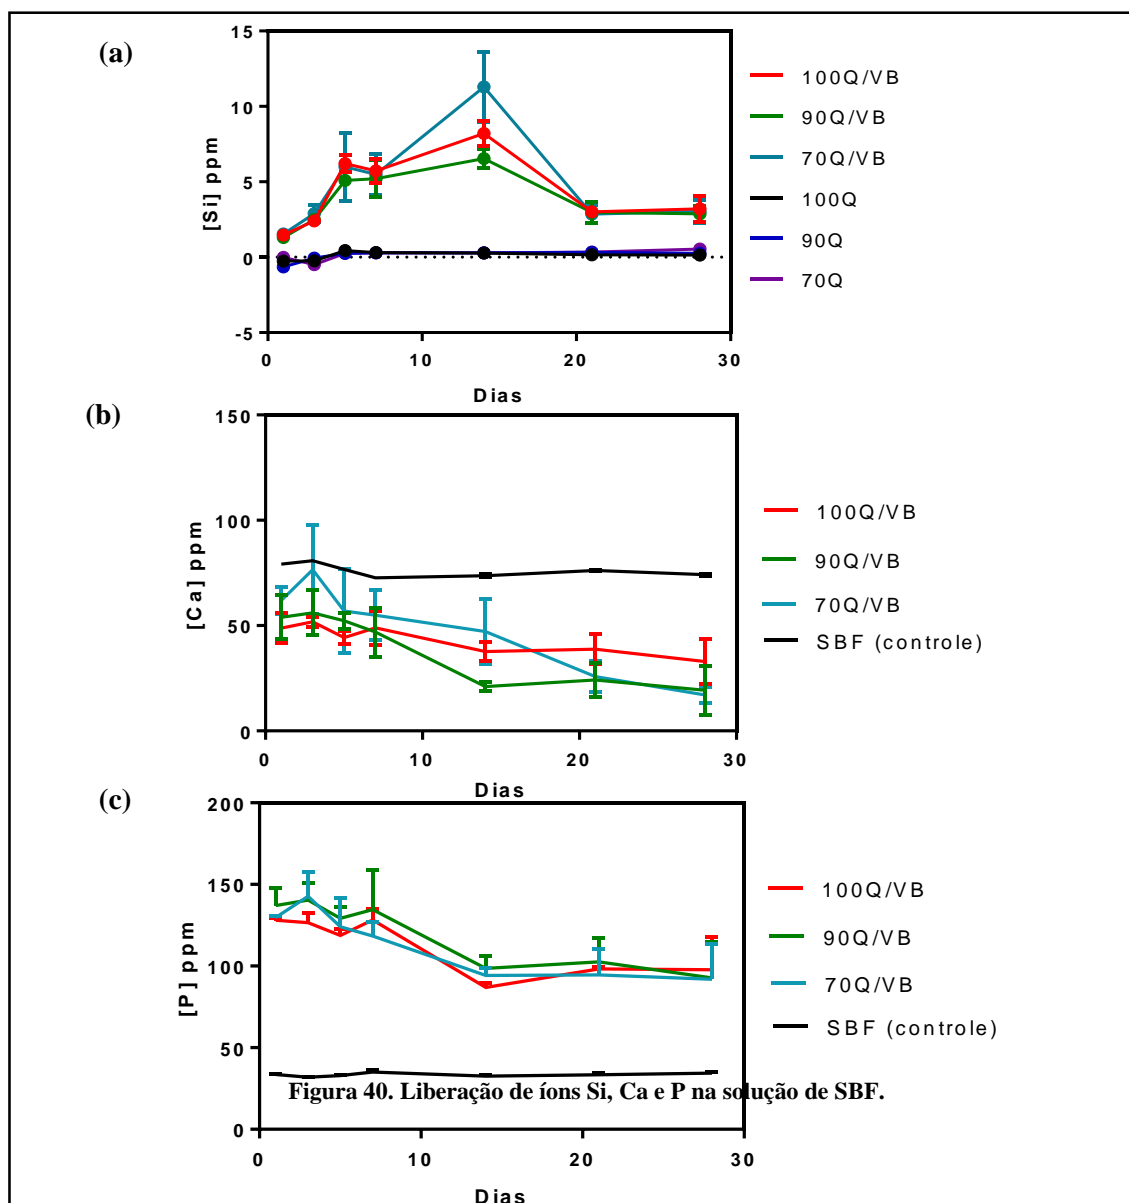 (a)
15
10
5
0
-5
[Si] ppm
0 10 20 30
Dias
100Q/VB
90Q/VB
70Q/VB
100Q
90Q
70Q
(b)
150
100
50
0
[Ca] ppm
0 10 20 30
Dias
100Q/VB
90Q/VB
70Q/VB
SBF (controle)
(c)
200
150
100
50
0
[P] ppm
0 10 20 30
Dias
100Q/VB
90Q/VB
70Q/VB
SBF (controle)
Figura 40. Liberação de íons Si, Ca e P na solução de SBF.